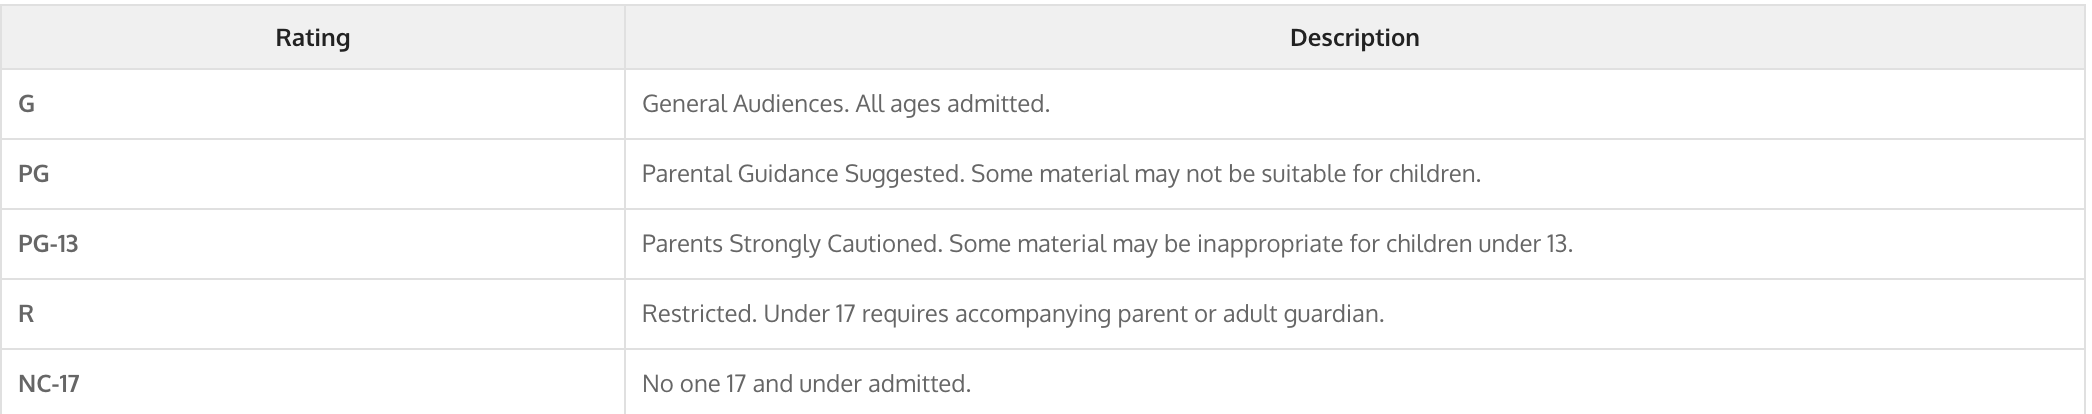 Rating Description
G General Audiences. All ages admitted.
PG Parental Guidance Suggested. Some material may not be suitable for children.
PG-13 Parents Strongly Cautioned. Some material may be inappropriate for children under 13.
R Restricted. Under 17 requires accompanying parent or adult guardian.
NC-17 No one 17 and under admitted.